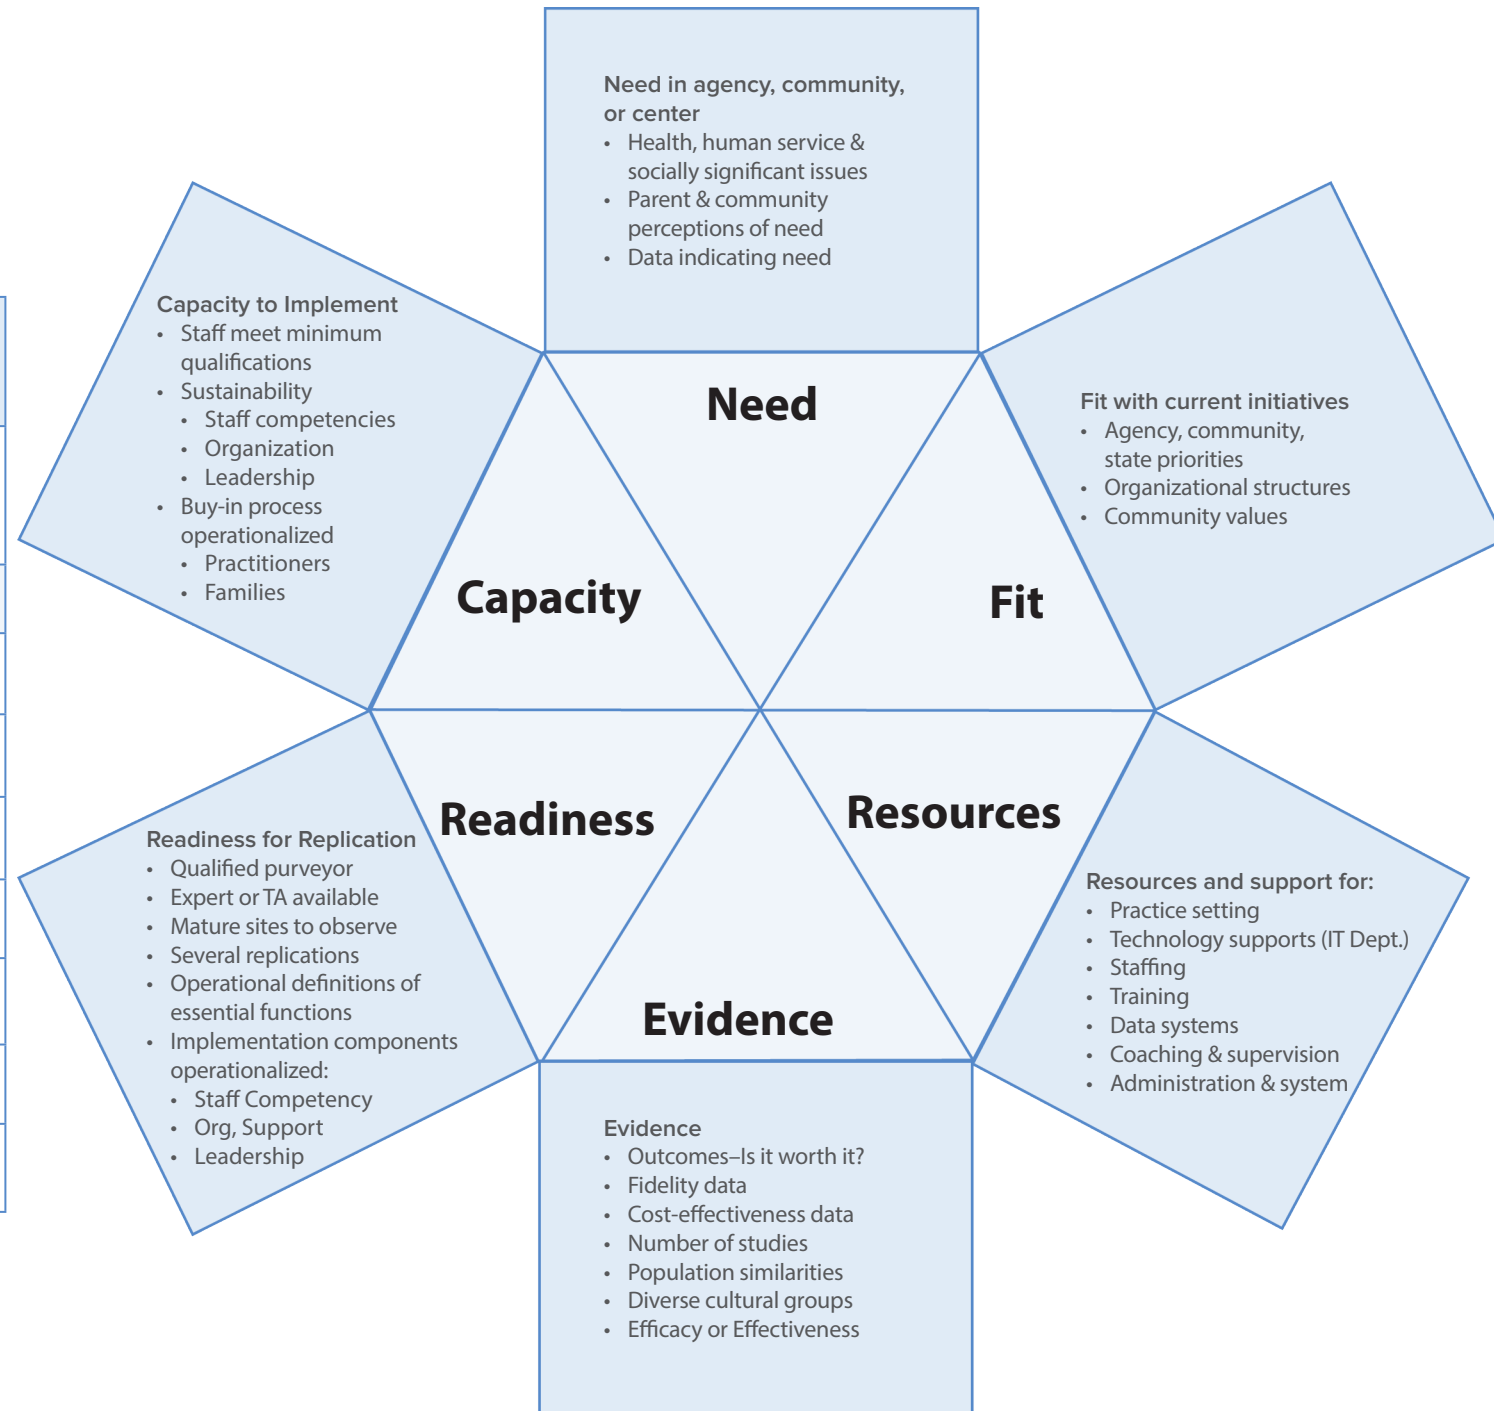 Need in agency, community,
or center
• Health, human service &
socially significant issues
• Parent & community
perceptions of need
• Data indicating need
Capacity to Implement
• Staff meet minimum
qualifications
• Sustainability
• Staff competencies
• Organization
• Leadership
• Buy-in process
operationalized
• Practitioners
• Families
Need
Fit with current initiatives
• Agency, community,
state priorities
• Organizational structures
• Community values
Capacity
Fit
Readiness
Resources
Readiness for Replication
• Qualified purveyor
• Expert or TA available
• Mature sites to observe
• Several replications
• Operational definitions of
essential functions
• Implementation components
operationalized:
• Staff Competency
• Org, Support
• Leadership
Evidence
Resources and support for:
• Practice setting
• Technology supports (IT Dept.)
• Staffing
• Training
• Data systems
• Coaching & supervision
• Administration & system
Evidence
• Outcomes–Is it worth it?
• Fidelity data
• Cost-effectiveness data
• Number of studies
• Population similarities
• Diverse cultural groups
• Efficacy or Effectiveness